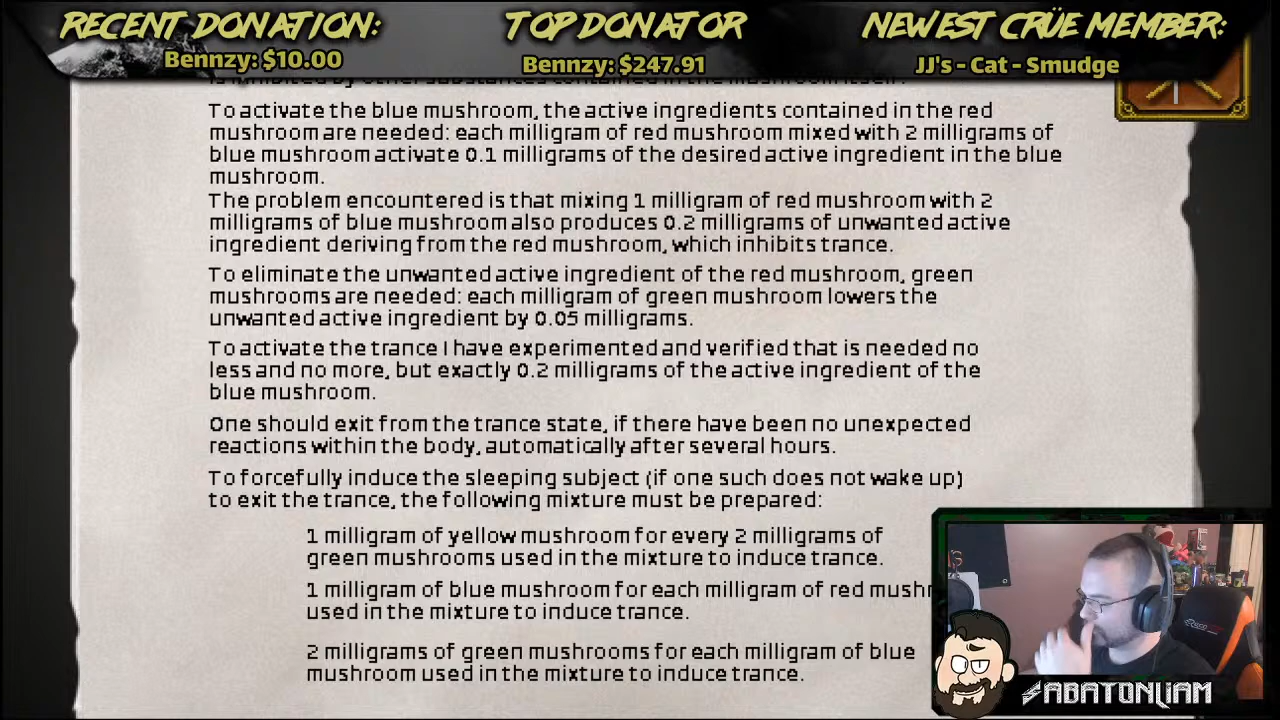 RECENT DONATION:
Bennzy: $10.00
TOP DONATOR
Bennzy: $247.91
NEWEST CRÜE MEMBER:
JJ's - Cat - Smudge
is inhibited by other substances contained in the mushroom itself.
To activate the blue mushroom, the active ingredients contained in the red
mushroom are needed: each milligram of red mushroom mixed with 2 milligrams of
blue mushroom activate 0.1 milligrams of the desired active ingredient in the blue
mushroom.
The problem encountered is that mixing 1 milligram of red mushroom with 2
milligrams of blue mushroom also produces 0.2 milligrams of unwanted active
ingredient deriving from the red mushroom, which inhibits trance.
To eliminate the unwanted active ingredient of the red mushroom, green
mushrooms are needed: each milligram of green mushroom lowers the
unwanted active ingredient by 0.05 milligrams.
To activate the trance I have experimented and verified that is needed no
less and no more, but exactly 0.2 milligrams of the active ingredient of the
blue mushroom.
One should exit from the trance state, if there have been no unexpected
reactions within the body, automatically after several hours.
To forcefully induce the sleeping subject (if one such does not wake up)
to exit the trance, the following mixture must be prepared:
1 milligram of yellow mushroom for every 2 milligrams of
green mushrooms used in the mixture to induce trance.
1 milligram of blue mushroom for each milligram of red mushr
used in the mixture to induce trance.
2 milligrams of green mushrooms for each milligram of blue
mushroom used in the mixture to induce trance.
SABATONLIAM